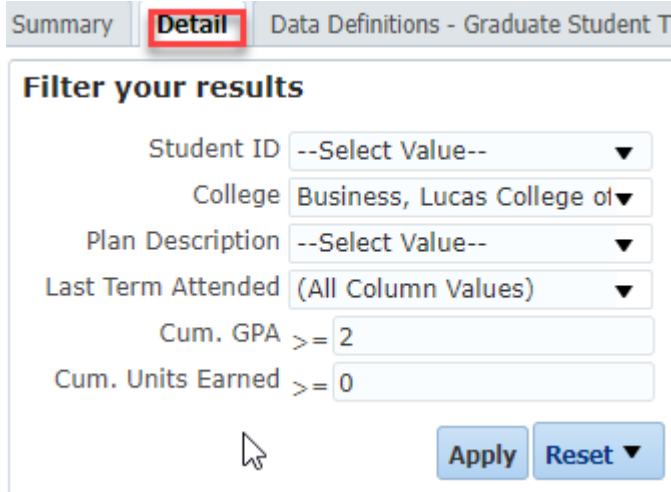 Summary Detail Data Definitions - Graduate Student T
Filter your results
Student ID --Select Value--
College Business, Lucas College of
Plan Description --Select Value--
Last Term Attended (All Column Values)
Cum. GPA >= 2
Cum. Units Earned >= 0
Apply Reset